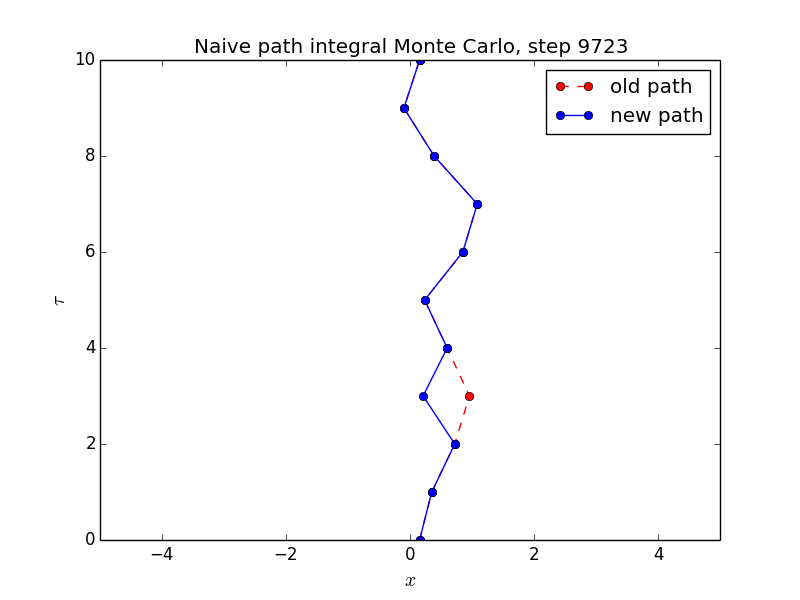 Naive path integral Monte Carlo, step 9723
old path
new path
10
8
6
4
2
0
τ
−4 −2 0 2 4
x